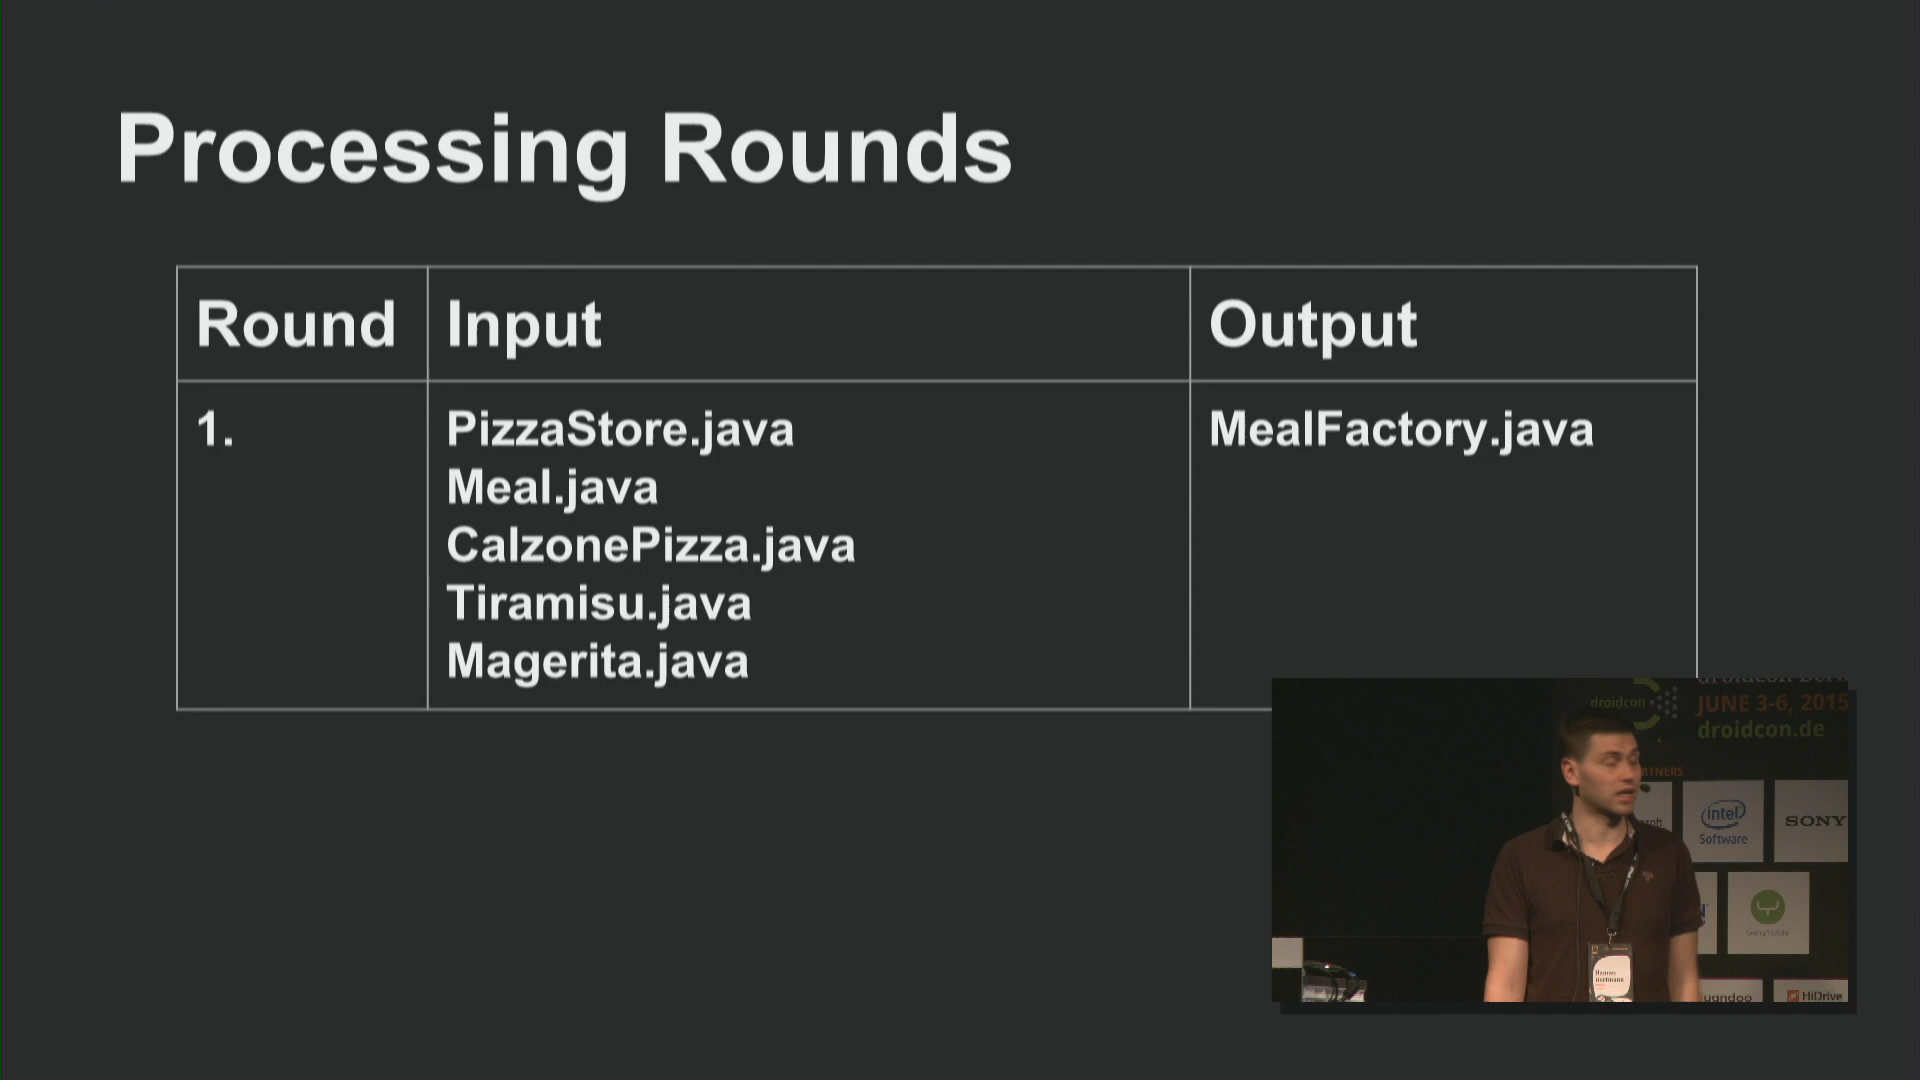 Processing Rounds
Round
Input
Output
1.
PizzaStore.java
MealFactory.java
Meal.java
CalzonePizza.java
Tiramisu.java
Magerita.java
droidcon
JUNE 3-6, 2015
droidcon.de
intel
Software
SONY
Genymobile
HiDrive